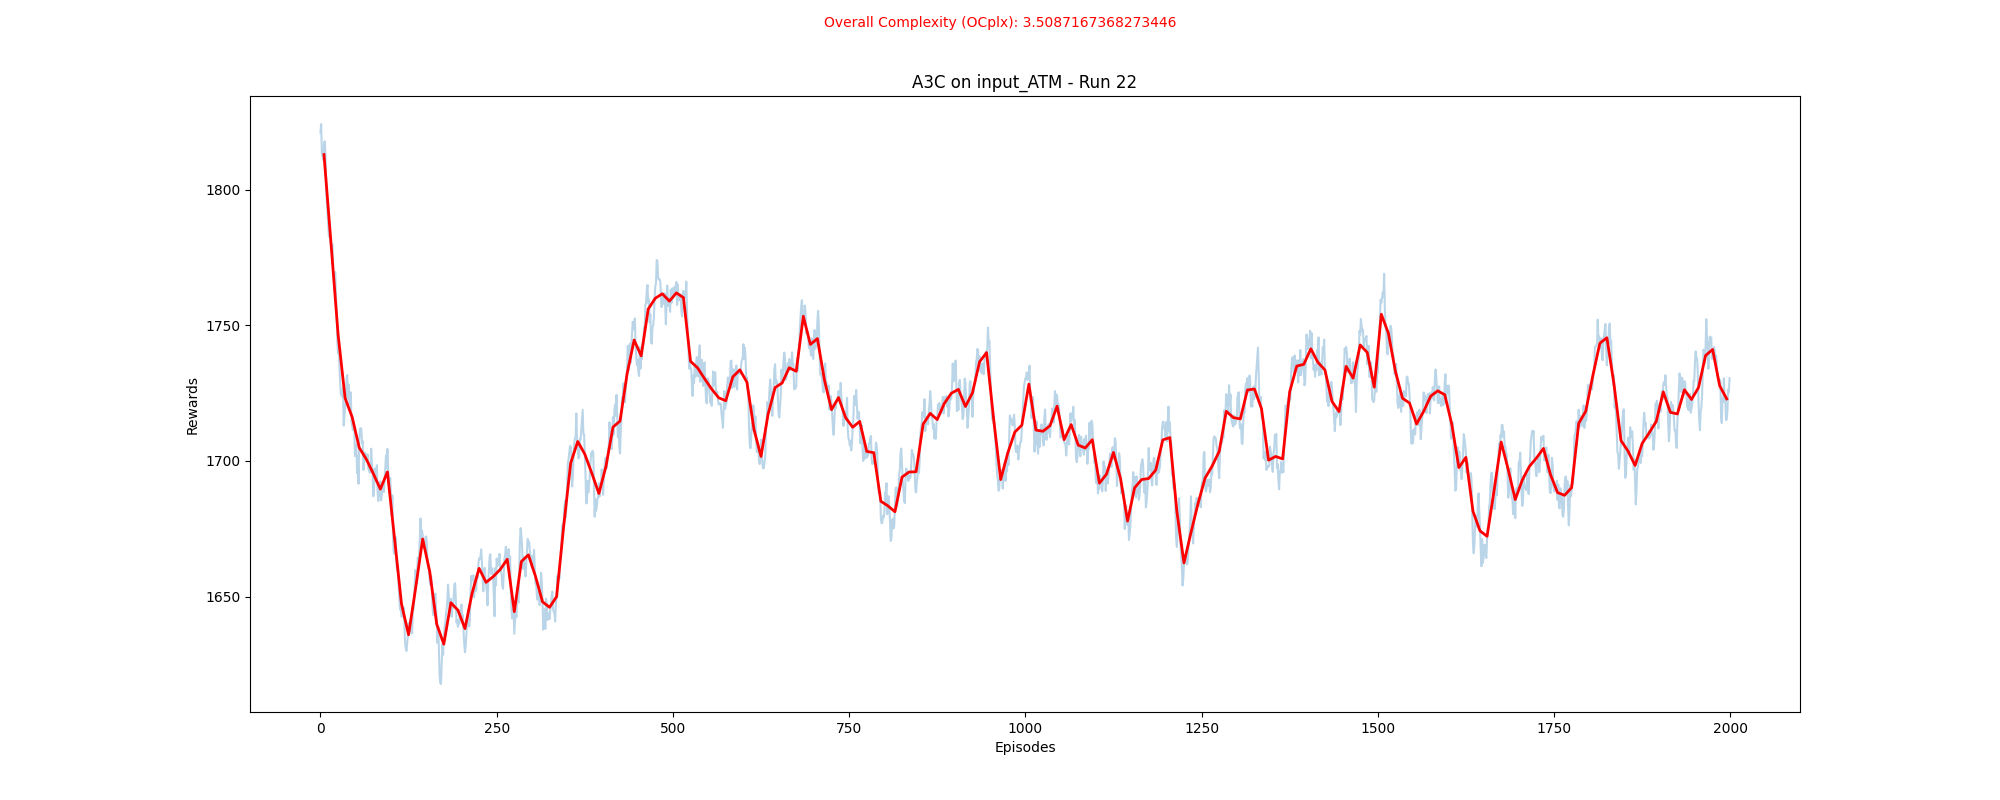 Overall Complexity (OCplx): 3.5087167368273446
A3C on input_ATM - Run 22
Rewards
1800
1750
1700
1650
0 250 500 750 1000 1250 1500 1750 2000
Episodes